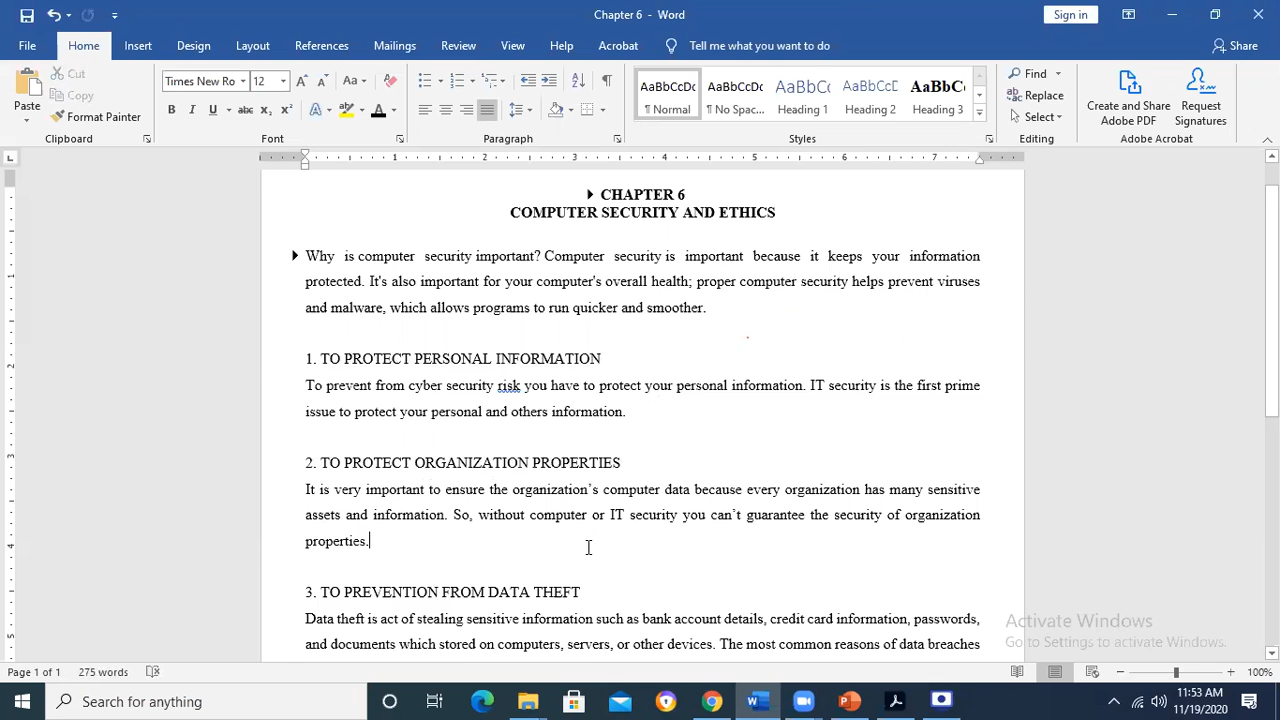 Chapter 6 - Word
Sign in
File Home Insert Design Layout References Mailings Review View Help Acrobat Tell me what you want to do Share
Cut
Copy
Paste
Format Painter
Clipboard
Times New Ro 12
Font
Paragraph
AaBbCcDc AaBbCcDc AaBbC AaBbCcD AaBbCcD
¶ Normal ¶ No Spac... Heading 1 Heading 2 Heading 3
Styles
Find
Replace
Select
Editing
Create and Share
Adobe PDF
Request
Signatures
Adobe Acrobat
1 2 3 4 5 6 7
CHAPTER 6
COMPUTER SECURITY AND ETHICS
Why is computer security important? Computer security is important because it keeps your information
protected. It's also important for your computer's overall health; proper computer security helps prevent viruses
and malware, which allows programs to run quicker and smoother.
1. TO PROTECT PERSONAL INFORMATION
To prevent from cyber security risk you have to protect your personal information. IT security is the first prime
issue to protect your personal and others information.
2. TO PROTECT ORGANIZATION PROPERTIES
It is very important to ensure the organization’s computer data because every organization has many sensitive
assets and information. So, without computer or IT security you can’t guarantee the security of organization
properties.
3. TO PREVENTION FROM DATA THEFT
Data theft is act of stealing sensitive information such as bank account details, credit card information, passwords,
and documents which stored on computers, servers, or other devices. The most common reasons of data breaches
Activate Windows
Go to Settings to activate Windows.
Page 1 of 1 275 words
100%
Search for anything
11:53 AM
11/19/2020